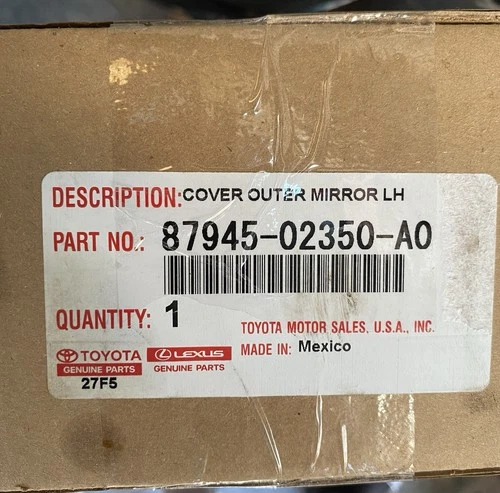 DESCRIPTION: COVER OUTER MIRROR LH
PART NO.: 87945-02350-A0
QUANTITY: 1
TOYOTA MOTOR SALES, U.S.A., INC.
MADE IN: Mexico
TOYOTA
GENUINE PARTS
27F5
LEXUS
GENUINE PARTS